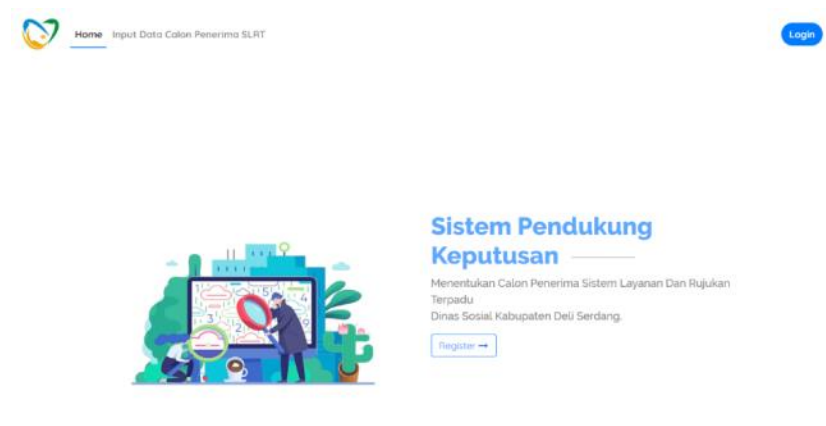 Home Input Data Calon Penerima SLRT
Login
Sistem Pendukung
Keputusan
Menentukan Calon Penerima Sistem Layanan Dan Rujukan
Terpadu
Dinas Sosial Kabupaten Deli Serdang.
Register →